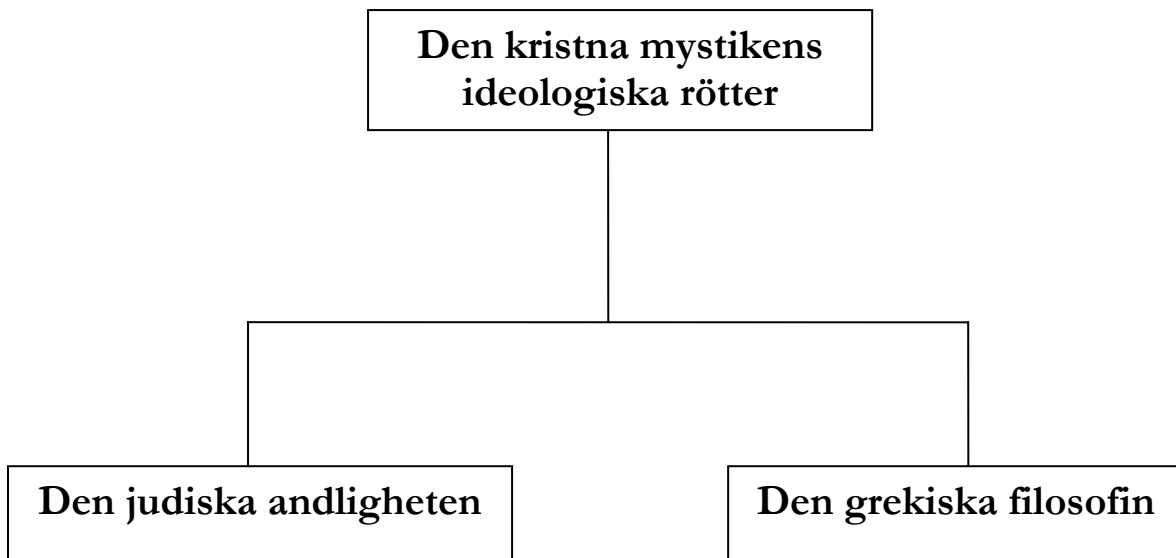 Den kristna mystikens
ideologiska rötter
Den judiska andligheten
Den grekiska filosofin